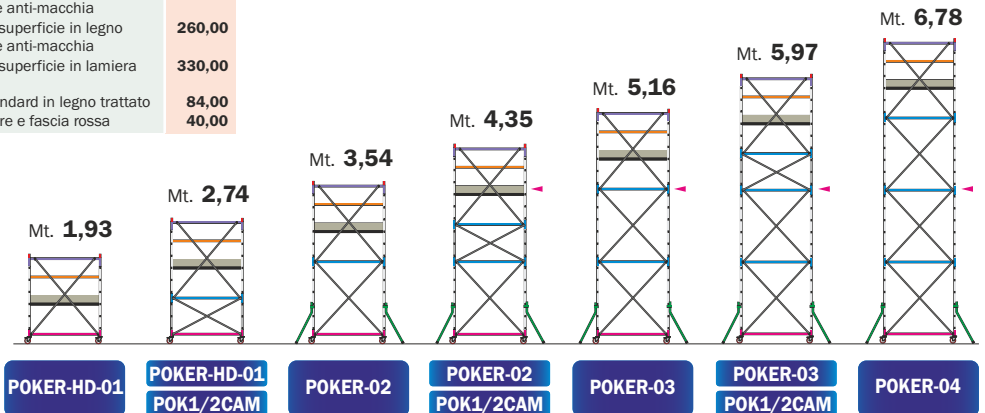 e anti-macchia
superficie in legno 260,00
e anti-macchia
superficie in lamiera 330,00
ndard in legno trattato 84,00
re e fascia rossa 40,00
Mt. 1,93
Mt. 2,74
Mt. 3,54
Mt. 4,35
Mt. 5,16
Mt. 5,97
Mt. 6,78
POKER-HD-01
POKER-HD-01
POK1/2CAM
POKER-02
POKER-02
POK1/2CAM
POKER-03
POKER-03
POK1/2CAM
POKER-04